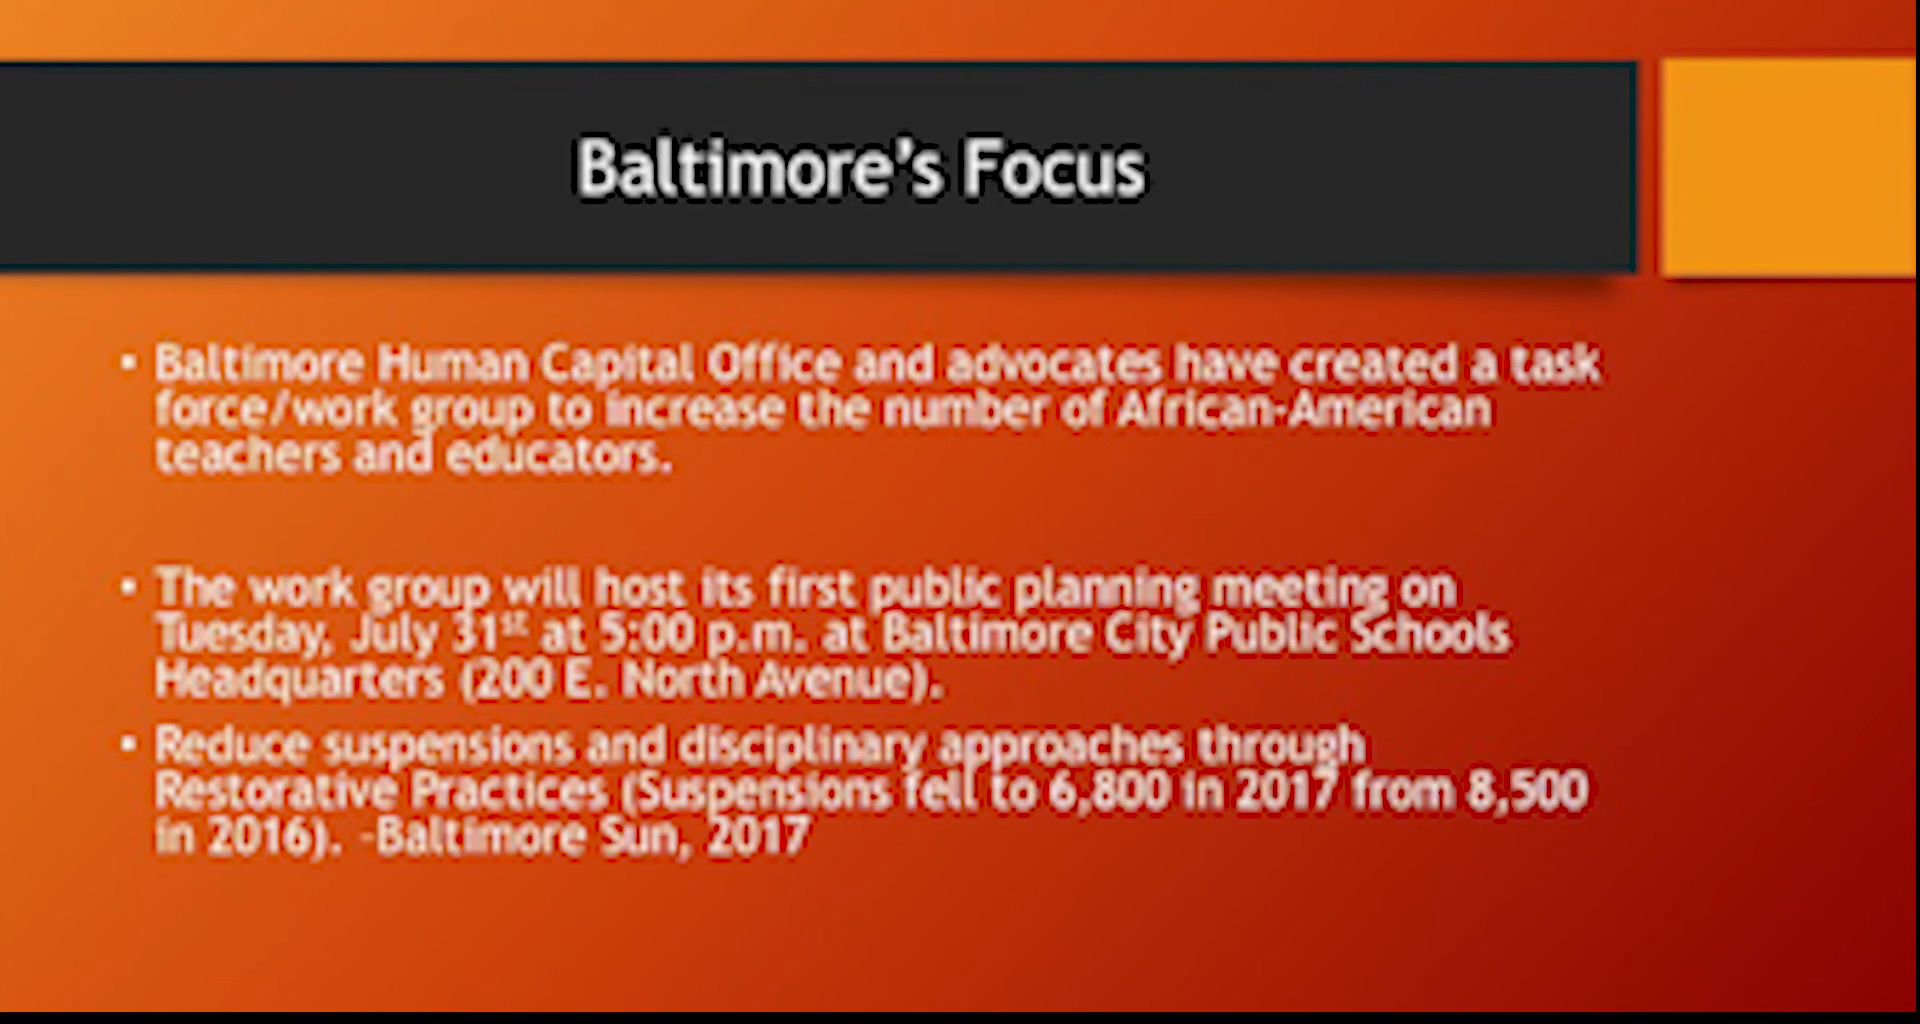 Baltimore's Focus
• Baltimore Human Capital Office and advocates have created a task
force/work group to increase the number of African-American
teachers and educators.
• The work group will host its first public planning meeting on
Tuesday, July 31st at 5:00 p.m. at Baltimore City Public Schools
Headquarters (200 E. North Avenue).
• Reduce suspensions and disciplinary approaches through
Restorative Practices (Suspensions fell to 6,800 in 2017 from 8,500
in 2016). -Baltimore Sun, 2017